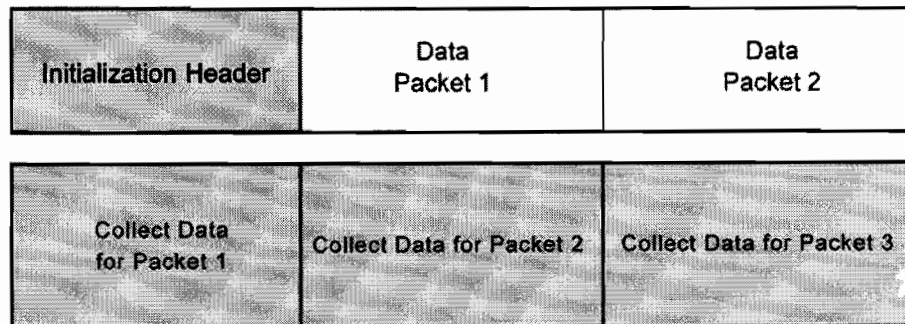 Initialization Header
Data
Packet 1
Data
Packet 2
Collect Data
for Packet 1
Collect Data for Packet 2
Collect Data for Packet 3